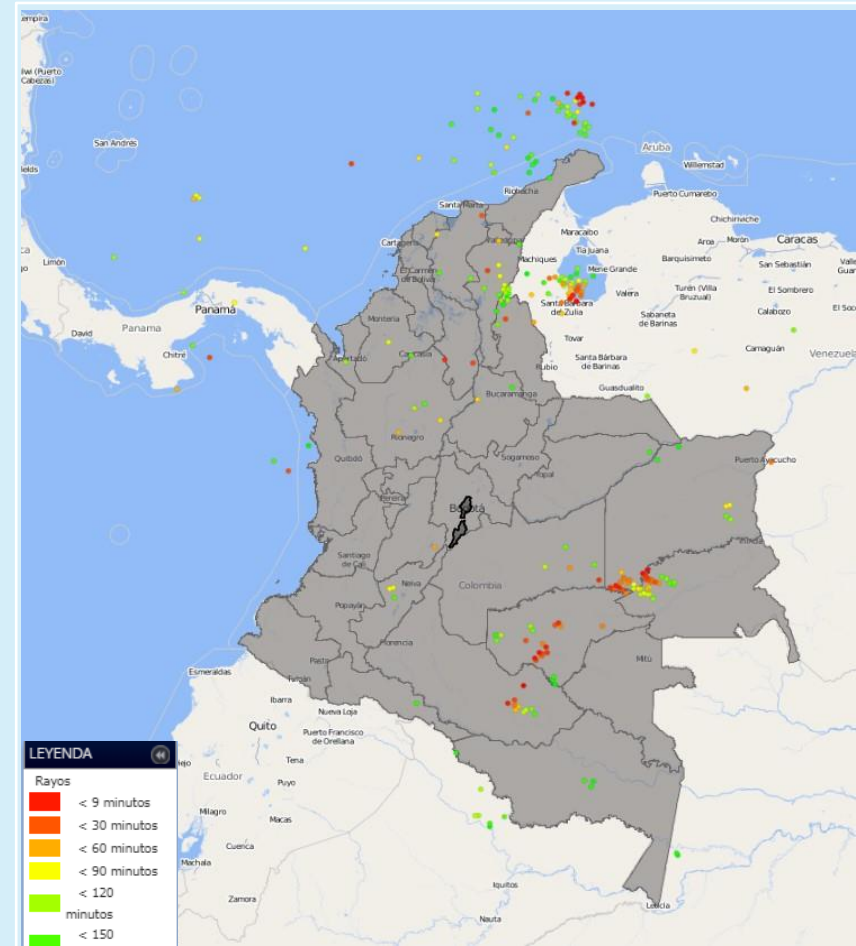 San Andrés
Aruba
Willemstad
Puerto Cumarebo
Riohacha
Santa Marta
Chichiriviche
Maracaibo
Cartagena
Tia Juana
Aroa
Morón
Caracas
Machiques
Mene Grande
Barquisimeto
San Sebastián
Limón
El Carmen
de Bolívar
Valera
Turén (Villa
Bruzual)
El Sombrero
Santa Bárbara
de Zulia
Panamá
Montería
Sabaneta
de Barinas
Calabozo
David
Panama
Tovar
Camaguán
Chitré
Apartadó
Caucasia
Rubio
Santa Bárbara
de Barinas
Venezuela
Guasdualito
Bucaramanga
Rionegro
Quibdó
Sogamoso
Puerto Ayacucho
Yopal
Pereira
Bogotá
Inírida
Santiago
de Cali
Neiva
Colombia
Popayán
Florencia
Mitú
Esmeraldas
Pasto
Ibarra
Nueva Loja
Quito
Puerto Francisco
de Orellana
Tena
Ecuador
Puyo
Milagro
Macas
Cuenca
Machala
Iquitos
Zamora
Leticia
Nauta
LEYENDA
Rayos
< 9 minutos
< 30 minutos
< 60 minutos
< 90 minutos
< 120
minutos
< 150